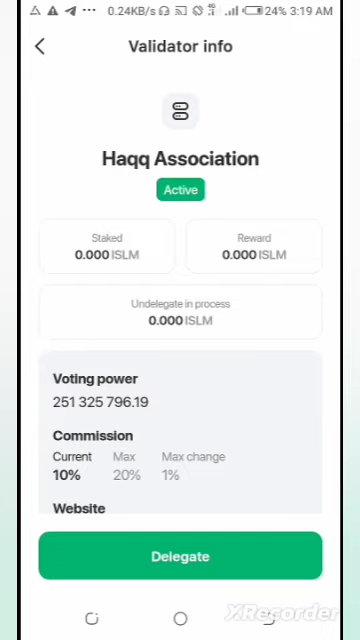 0.24KB/s 24% 3:19 AM
Validator info
Haqq Association
Active
Staked
0.000 ISLM
Reward
0.000 ISLM
Undelegate in process
0.000 ISLM
Voting power
251 325 796.19
Commission
Current Max Max change
10% 20% 1%
Website
Delegate
XRecorder